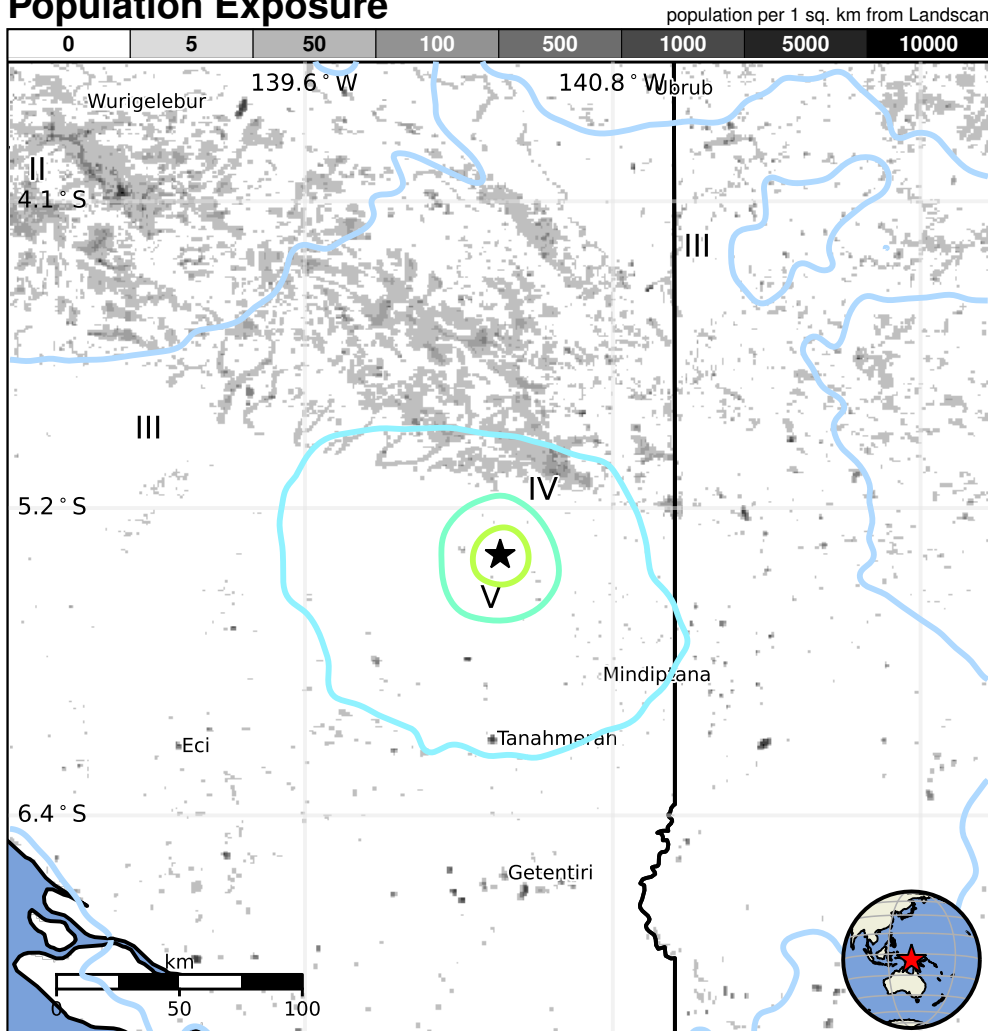 Population Exposure
population per 1 sq. km from Landscan
0 5 50 100 500 1000 5000 10000
139.6°W 140.8°W
Ubrub
Wurigelebur
II
4.1°S
III
III
IV
5.2°S
V
Mindiptana
Tanahmerah
Eci
6.4°S
Getentiri
km
0 50 100